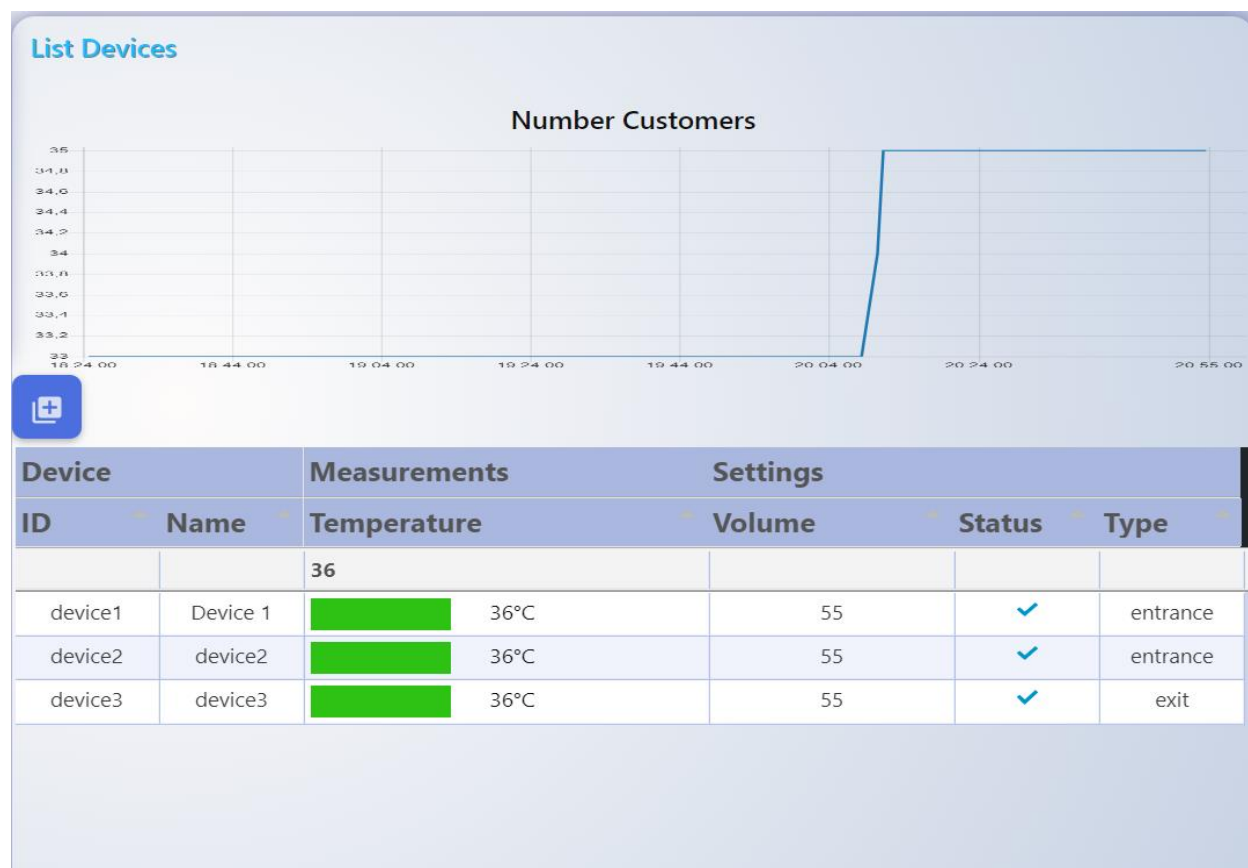 List Devices
Number Customers
35
34,8
34,6
34,4
34,2
34
33,8
33,6
33,4
33,2
33
18:24:00 18:44:00 19:04:00 19:24:00 19:44:00 20:04:00 20:24:00 20:55:00
Device Measurements Settings
ID Name Temperature Volume Status Type
36
device1 Device 1 36°C 55 entrance
device2 device2 36°C 55 entrance
device3 device3 36°C 55 exit